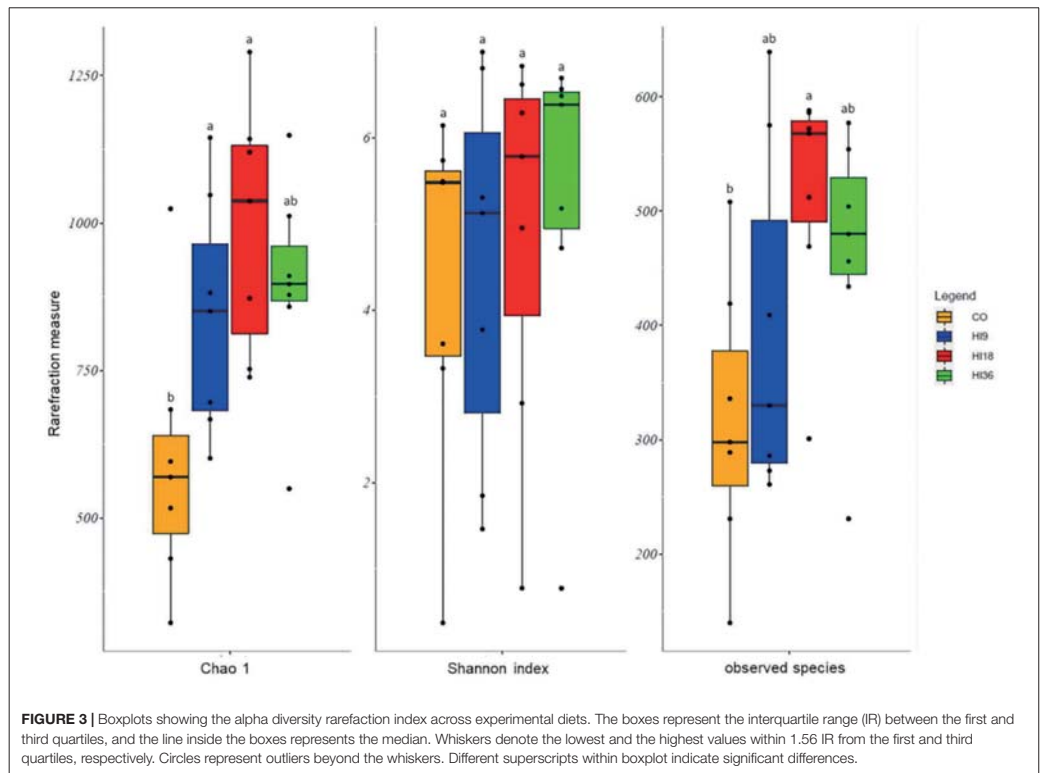 a
a
ab
b
1250
1000
750
500
Rarefraction measure
Chao 1
a
a
a
a
6
4
2
Shannon index
ab
a
ab
b
600
500
400
300
200
observed species
Legend
CO
HI9
HI18
HI36
FIGURE 3 | Boxplots showing the alpha diversity rarefaction index across experimental diets. The boxes represent the interquartile range (IR) between the first and
third quartiles, and the line inside the boxes represents the median. Whiskers denote the lowest and the highest values within 1.56 IR from the first and third
quartiles, respectively. Circles represent outliers beyond the whiskers. Different superscripts within boxplot indicate significant differences.